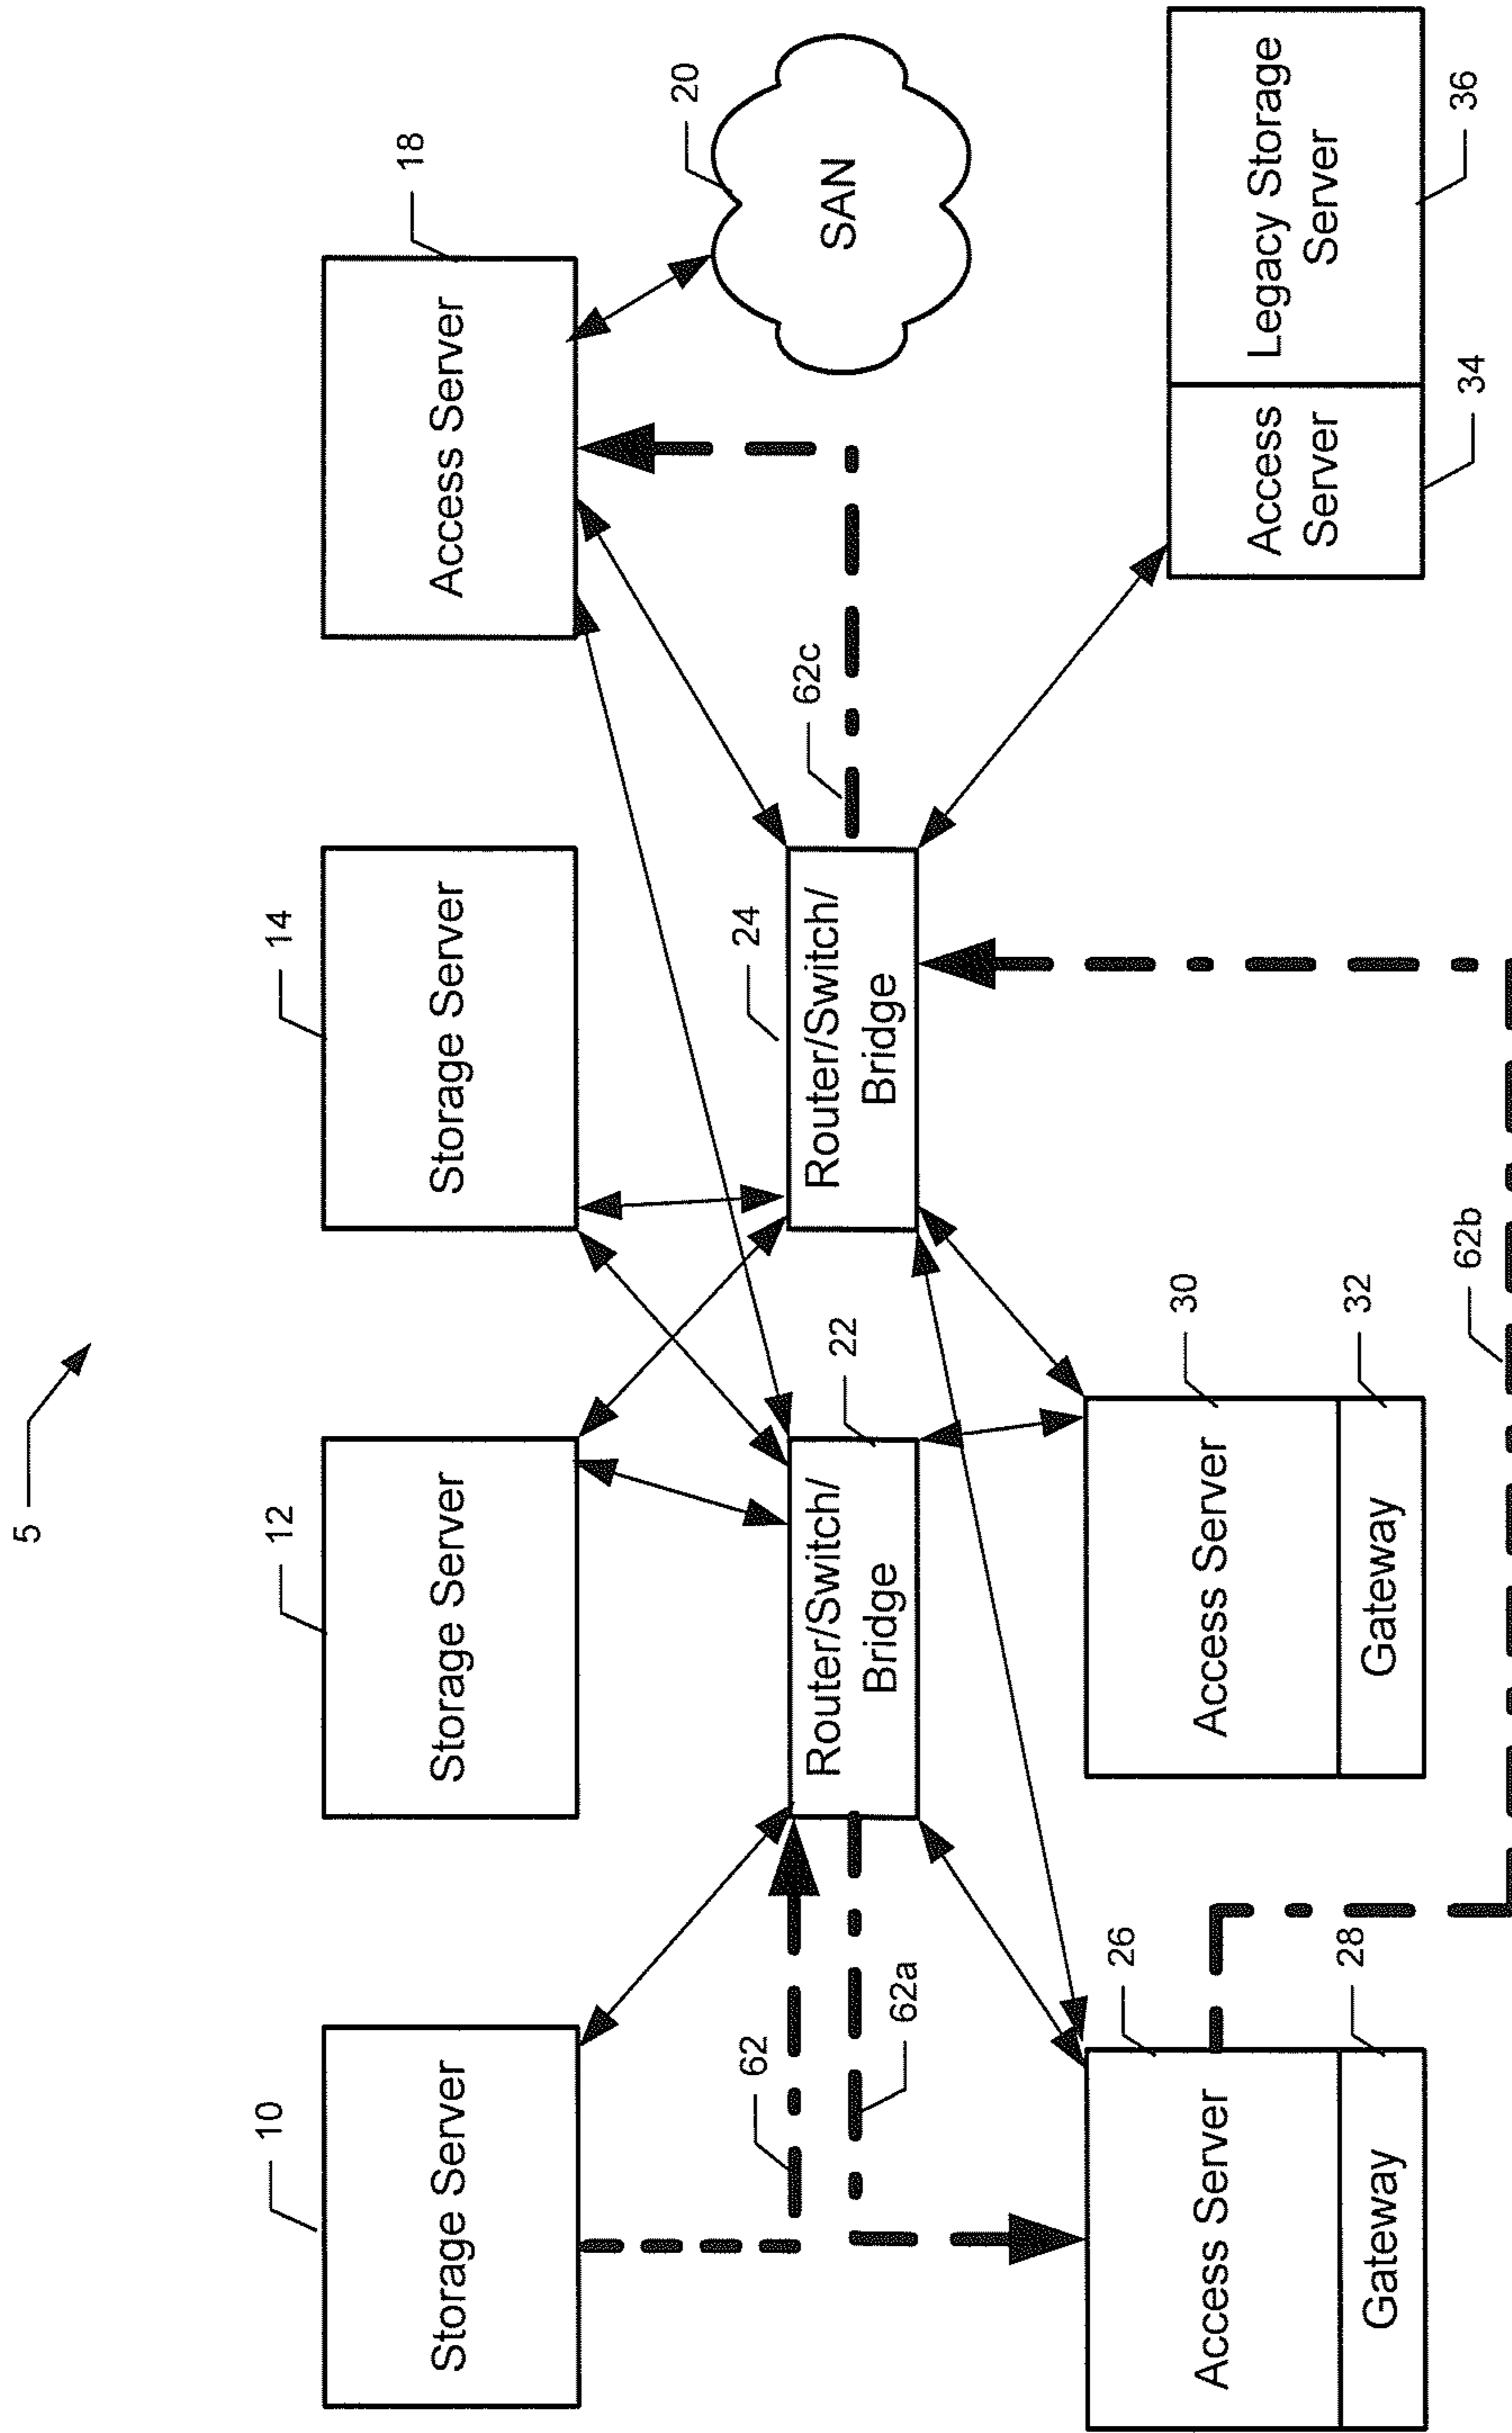 5
10
12
14
18
Storage Server
Storage Server
Storage Server
Access Server
62
22
24
62c
20
Router/Switch/
Bridge
Router/Switch/
Bridge
SAN
62a
26
Access Server
28
Gateway
30
Access Server
32
Gateway
Access
Server
Legacy Storage
Server
34
36
62b